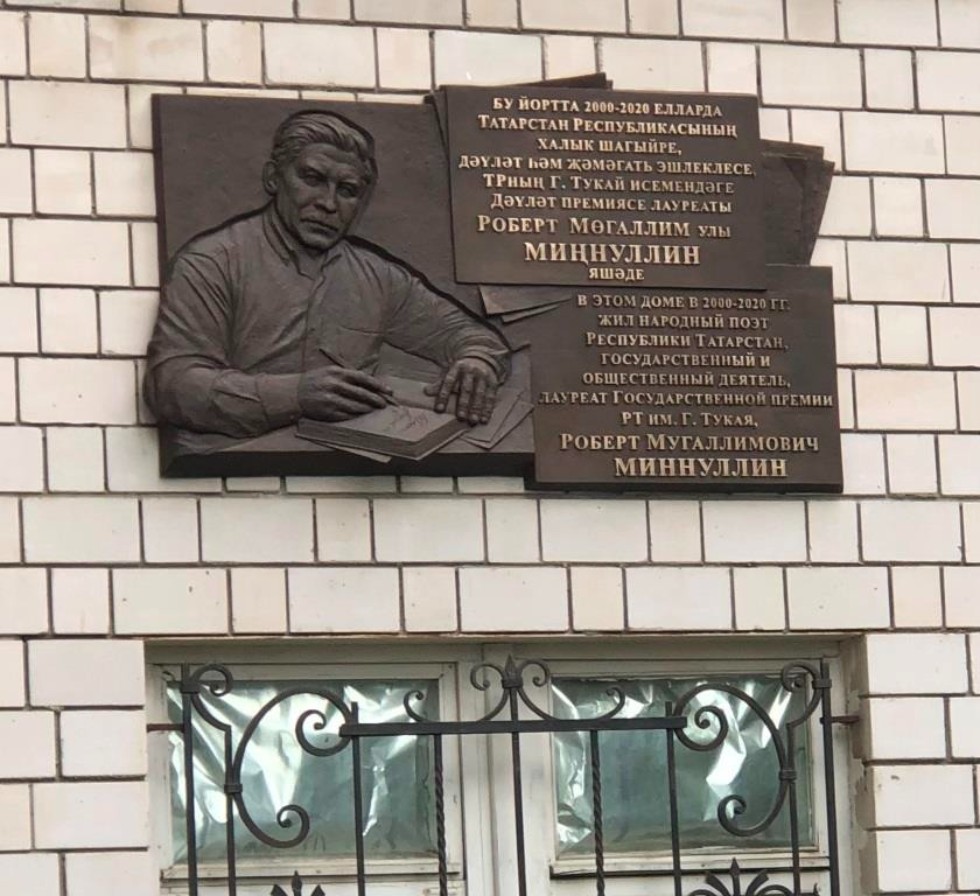 БУ ЙОРТТА 2000-2020 ЕЛЛАРДА
ТАТАРСТАН РЕСПУБЛИКАСЫНЫҢ
ХАЛЫК ШАГЫЙРЕ,
ДӘҮЛӘТ ҺӘМ ҖӘМӘГАТЬ ЭШЛЕКЛЕСЕ,
ТРНЫҢ Г. ТУКАЙ ИСЕМЕНДӘГЕ
ДӘҮЛӘТ ПРЕМИЯСЕ ЛАУРЕАТЫ
РОБЕРТ МӨГАЛЛИМ УЛЫ
МИҢНУЛЛИН
ЯШӘДЕ
В ЭТОМ ДОМЕ В 2000-2020 ГГ.
ЖИЛ НАРОДНЫЙ ПОЭТ
РЕСПУБЛИКИ ТАТАРСТАН,
ГОСУДАРСТВЕННЫЙ И
ОБЩЕСТВЕННЫЙ ДЕЯТЕЛЬ,
ЛАУРЕАТ ГОСУДАРСТВЕННОЙ ПРЕМИИ
РТ ИМ. Г. ТУКАЯ,
РОБЕРТ МУГАЛЛИМОВИЧ
МИННУЛЛИН